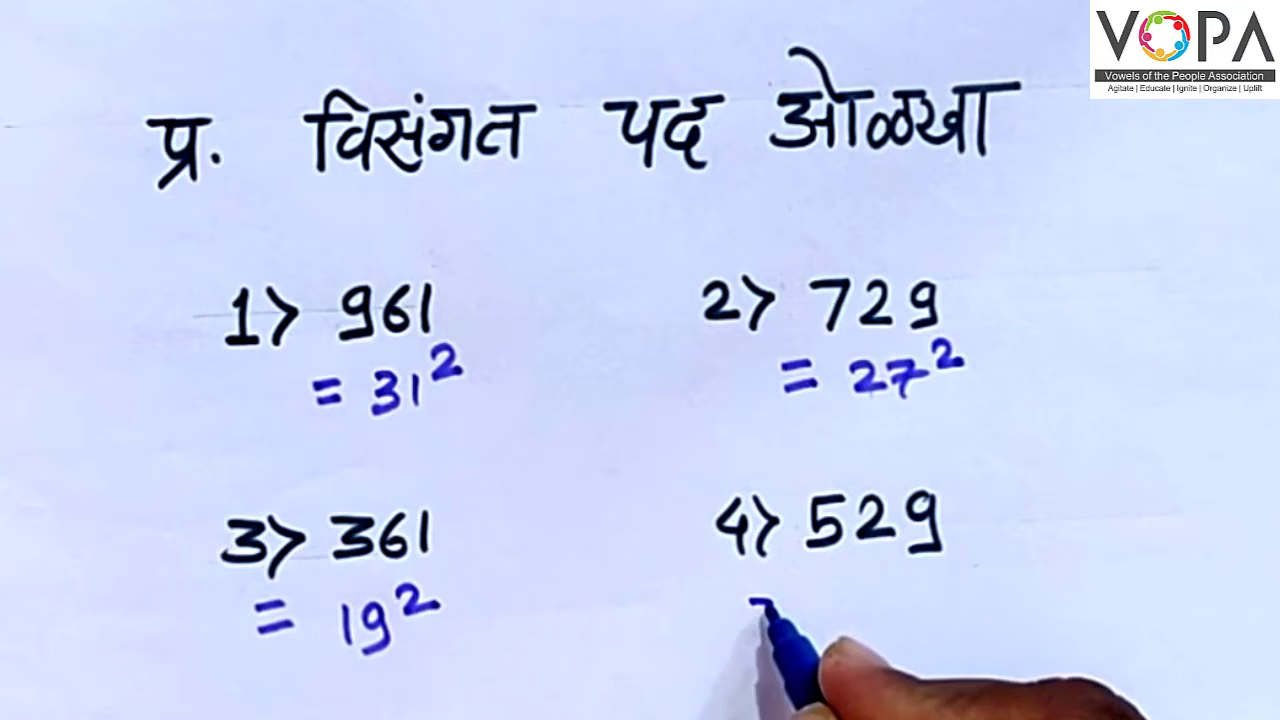 VOPA
Vowels of the People Association
Agitate | Educate | Ignite | Organize | Uplift
प्र. विसंगत पद ओळखा
1> 961 2> 729
= 31² = 27²
3> 361 4> 529
= 19²